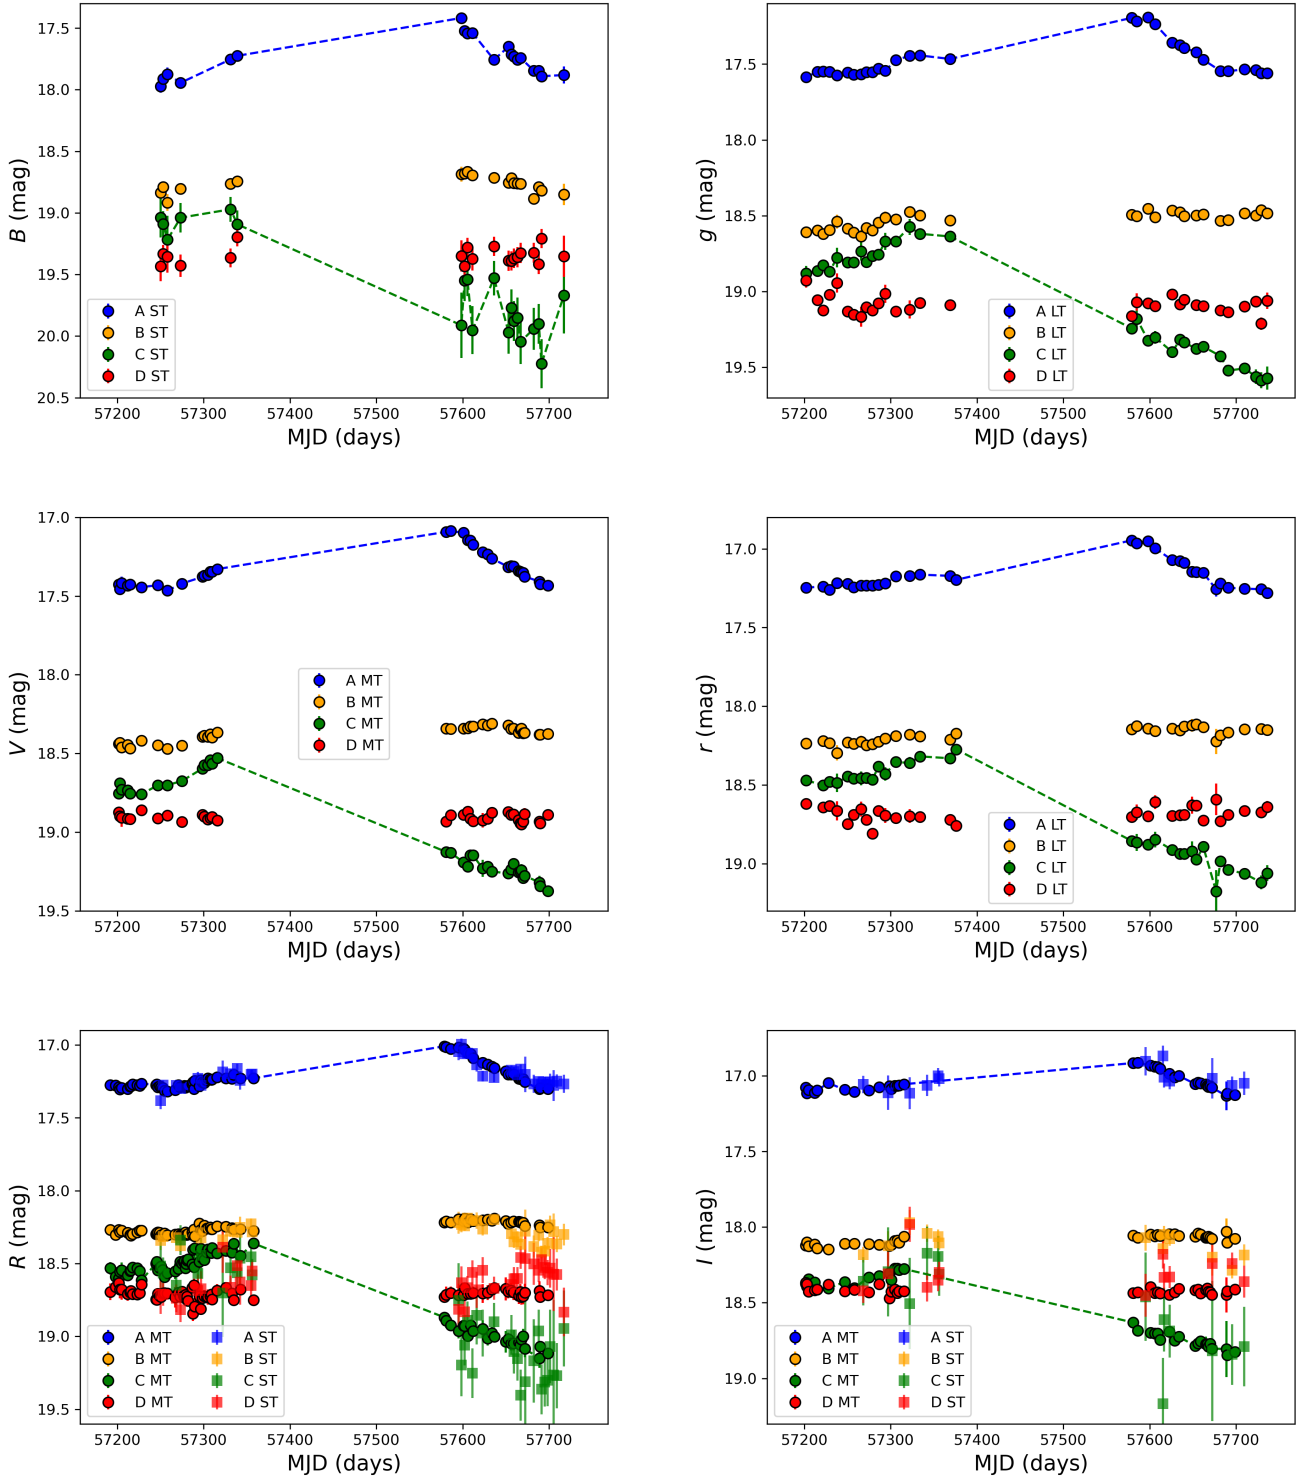 17.5
18.0
18.5
19.0
19.5
20.0
20.5
B (mag)
A ST
B ST
C ST
D ST
57200 57300 57400 57500 57600 57700
MJD (days)
17.5
18.0
18.5
19.0
19.5
g (mag)
A LT
B LT
C LT
D LT
57200 57300 57400 57500 57600 57700
MJD (days)
17.0
17.5
18.0
18.5
19.0
19.5
V (mag)
A MT
B MT
C MT
D MT
57200 57300 57400 57500 57600 57700
MJD (days)
17.0
17.5
18.0
18.5
19.0
r (mag)
A LT
B LT
C LT
D LT
57200 57300 57400 57500 57600 57700
MJD (days)
17.0
17.5
18.0
18.5
19.0
19.5
R (mag)
A MT A ST
B MT B ST
C MT C ST
D MT D ST
57200 57300 57400 57500 57600 57700
MJD (days)
17.0
17.5
18.0
18.5
19.0
I (mag)
A MT A ST
B MT B ST
C MT C ST
D MT D ST
57200 57300 57400 57500 57600 57700
MJD (days)